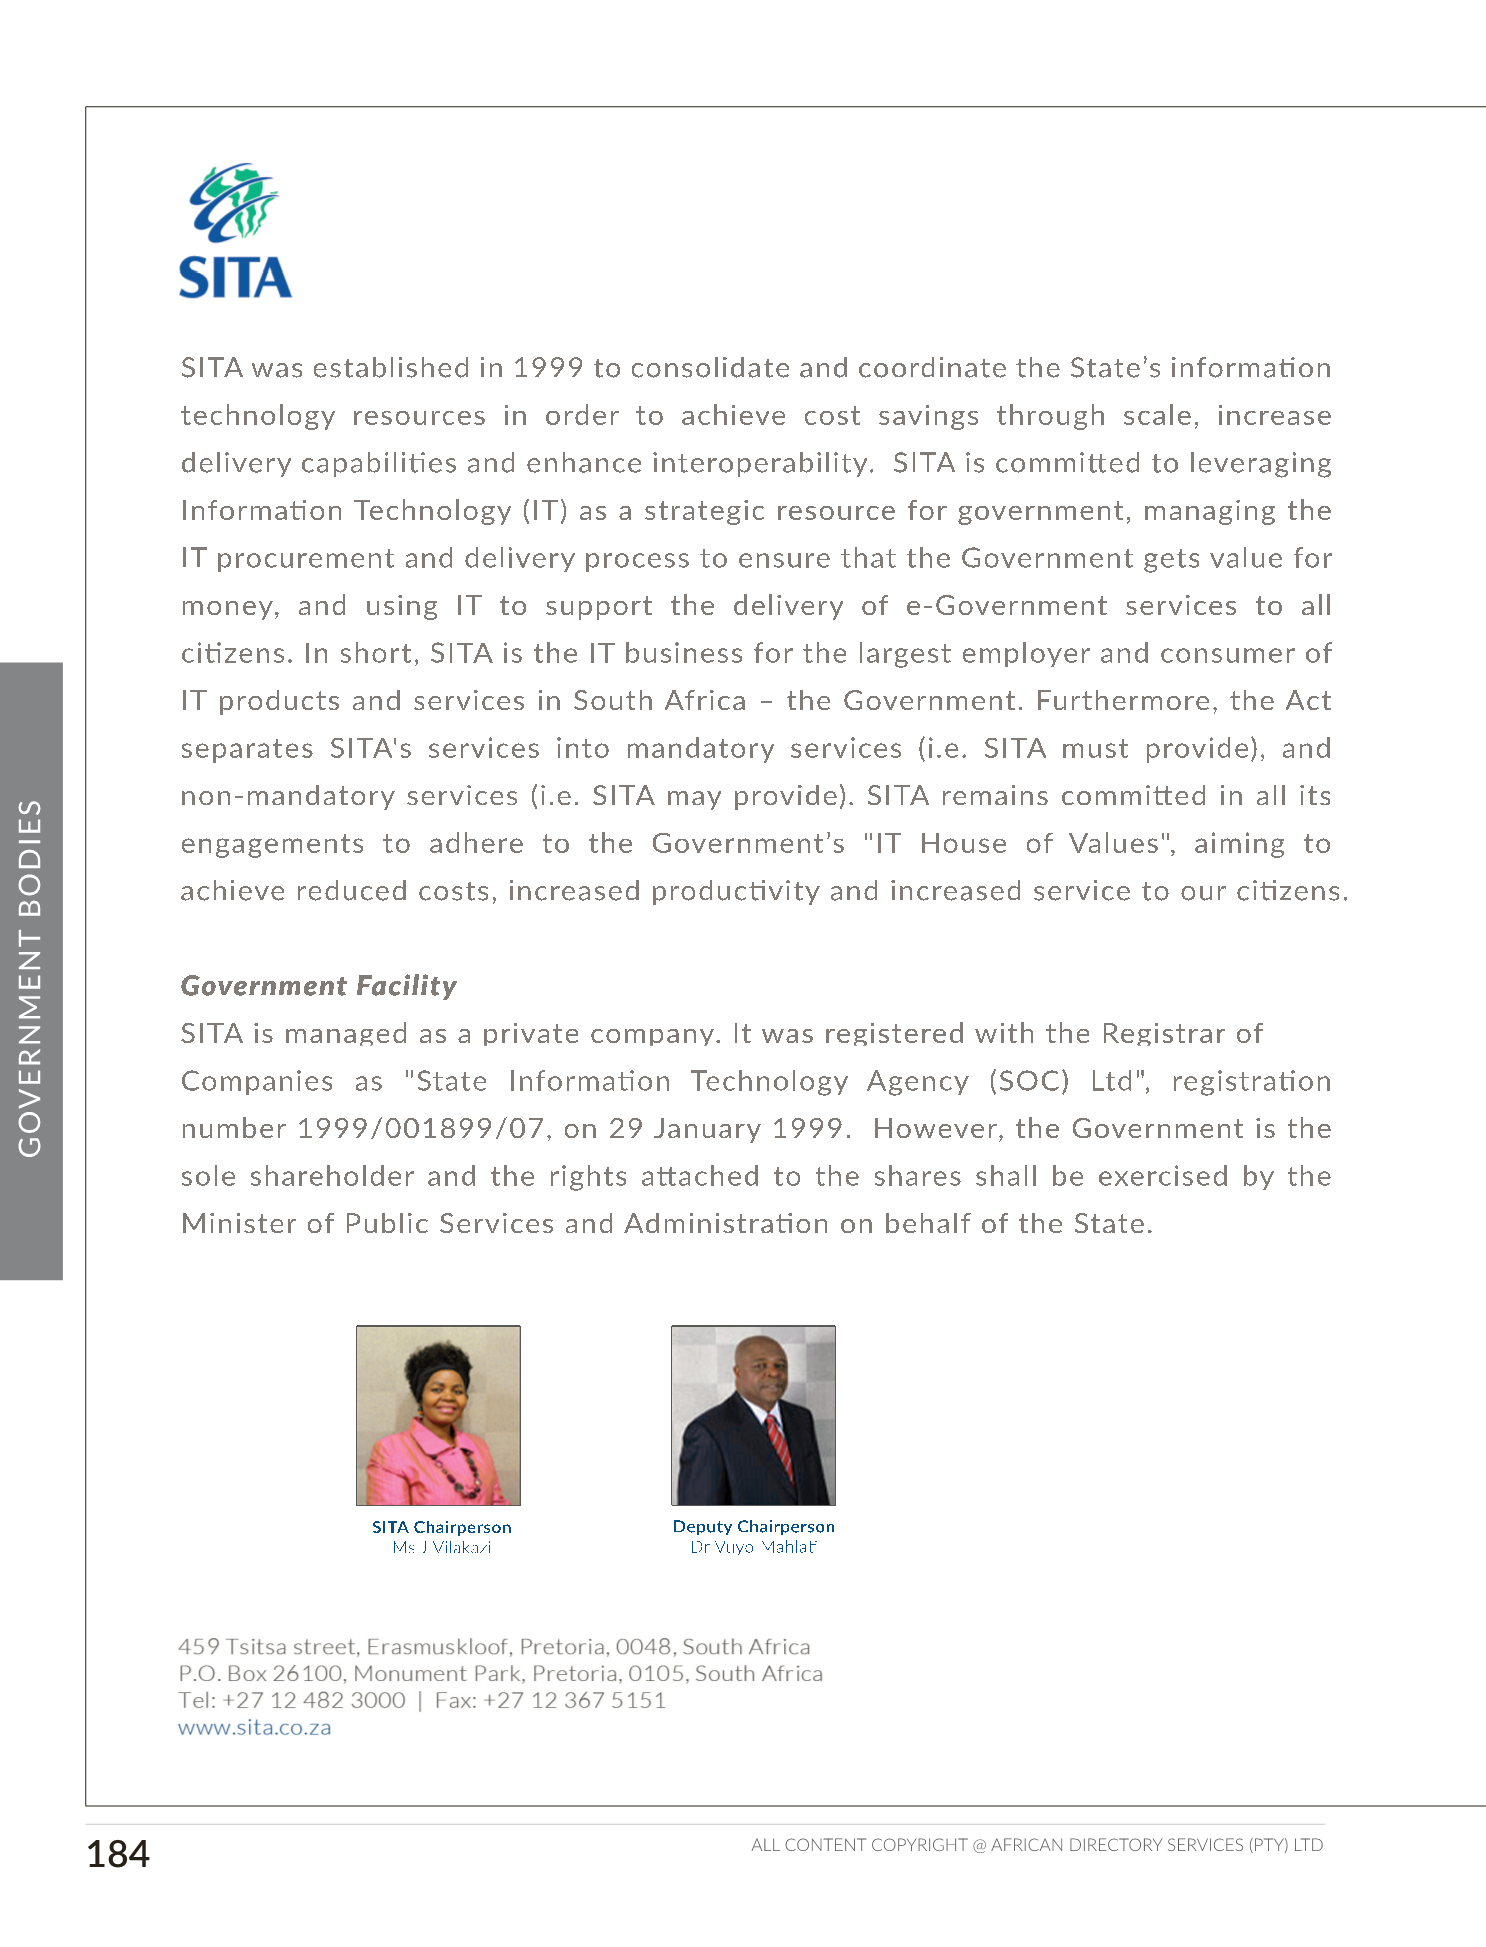 SITA
SITA was established in 1999 to consolidate and coordinate the State’s information
technology resources in order to achieve cost savings through scale, increase
delivery capabilities and enhance interoperability. SITA is committed to leveraging
Information Technology (IT) as a strategic resource for government, managing the
IT procurement and delivery process to ensure that the Government gets value for
money, and using IT to support the delivery of e-Government services to all
citizens. In short, SITA is the IT business for the largest employer and consumer of
IT products and services in South Africa – the Government. Furthermore, the Act
separates SITA's services into mandatory services (i.e. SITA must provide), and
non-mandatory services (i.e. SITA may provide). SITA remains committed in all its
engagements to adhere to the Government’s "IT House of Values", aiming to
achieve reduced costs, increased productivity and increased service to our citizens.
Government Facility
SITA is managed as a private company. It was registered with the Registrar of
Companies as "State Information Technology Agency (SOC) Ltd", registration
number 1999/001899/07, on 29 January 1999. However, the Government is the
sole shareholder and the rights attached to the shares shall be exercised by the
Minister of Public Services and Administration on behalf of the State.
SITA Chairperson
Ms J Vilakazi
Deputy Chairperson
Dr Vuyo Mahlati
459 Tsitsa street, Erasmuskloof, Pretoria, 0048, South Africa
P.O. Box 26100, Monument Park, Pretoria, 0105, South Africa
Tel: +27 12 482 3000 | Fax: +27 12 367 5151
www.sita.co.za
GOVERNMENT BODIES
184
ALL CONTENT COPYRIGHT @ AFRICAN DIRECTORY SERVICES (PTY) LTD